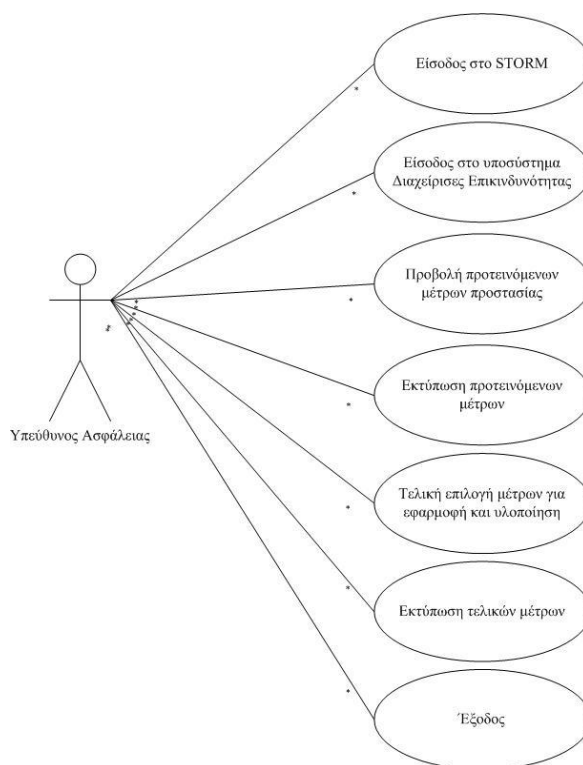 Είσοδος στο STORM
Είσοδος στο υποσύστημα
Διαχείρισες Επικινδυνότητας
Προβολή προτεινόμενων
μέτρων προστασίας
Εκτύπωση προτεινόμενων
μέτρων
Υπεύθυνος Ασφάλειας
Τελική επιλογή μέτρων για
εφαρμοφή και υλοποίηση
Εκτύπωση τελικών μέτρων
Έξοδος